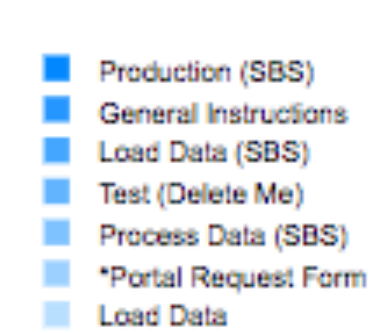 Production (SBS)
General Instructions
Load Data (SBS)
Test (Delete Me)
Process Data (SBS)
*Portal Request Form
Load Data